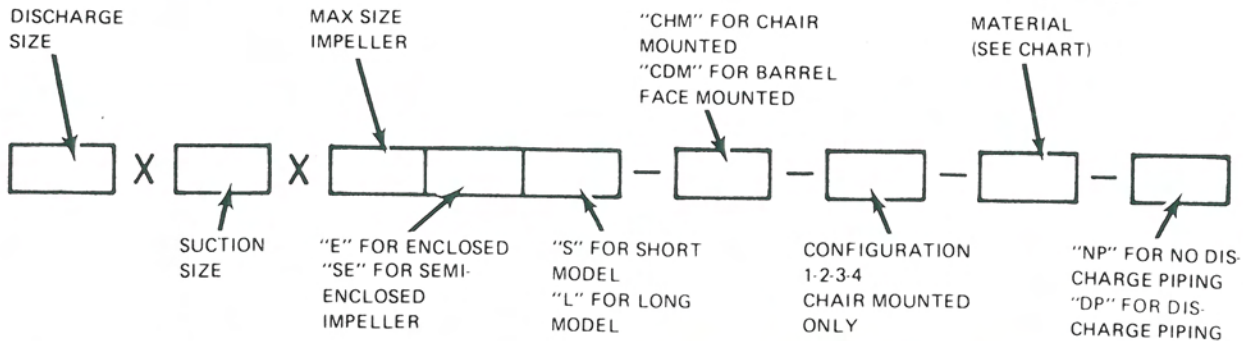 DISCHARGE
SIZE
MAX SIZE
IMPELLER
"CHM" FOR CHAIR
MOUNTED
"CDM" FOR BARREL
FACE MOUNTED
MATERIAL
(SEE CHART)
X X - - - -
SUCTION
SIZE
"E" FOR ENCLOSED
"SE" FOR SEMI-
ENCLOSED
IMPELLER
"S" FOR SHORT
MODEL
"L" FOR LONG
MODEL
CONFIGURATION
1-2-3-4
CHAIR MOUNTED
ONLY
"NP" FOR NO DIS-
CHARGE PIPING
"DP" FOR DIS-
CHARGE PIPING